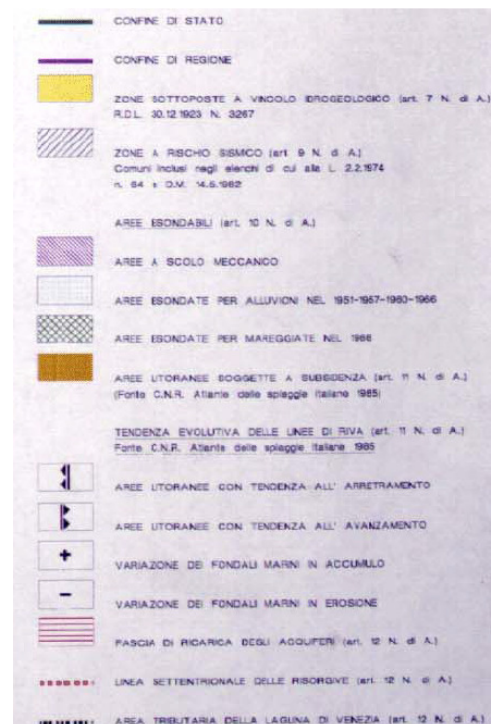 CONFINE DI STATO
CONFINE DI REGIONE
ZONE SOTTOPOSTE A VINCOLO IDROGEOLOGICO (art. 7 N. di A.)
R.D.L. 30.12.1923 N. 3267
ZONE A RISCHIO SISMICO (art. 9 N. di A.)
Comuni inclusi negli elenchi di cui alla L. 2.2.1974
n. 64 e D.M. 14.5.1982
AREE ESONDABILI (art. 10 N. di A.)
AREE A SCOLO MECCANICO
AREE ESONDATE PER ALLUVIONI NEL 1951-1957-1960-1966
AREE ESONDATE PER MAREGGIATE NEL 1966
AREE LITORANEE SOGGETTE A SUBSIDENZA (art. 11 N. di A.)
(Fonte C.N.R. Atlante delle spiagge italiane 1985)
TENDENZA EVOLUTIVA DELLE LINEE DI RIVA (art. 11 N. di A.)
Fonte C.N.R. Atlante delle spiagge italiane 1985
AREE LITORANEE CON TENDENZA ALL' ARRETRAMENTO
AREE LITORANEE CON TENDENZA ALL' AVANZAMENTO
+ VARIAZIONE DEI FONDALI MARINI IN ACCUMULO
- VARIAZIONE DEI FONDALI MARINI IN EROSIONE
FASCIA DI RICARICA DEGLI ACQUIFERI (art. 12 N. di A.)
LINEA SETTENTRIONALE DELLE RISORGIVE (art. 12 N. di A.)
AREA TRIBUTARIA DELLA LAGUNA DI VENEZIA (art. 12 N. di A.)